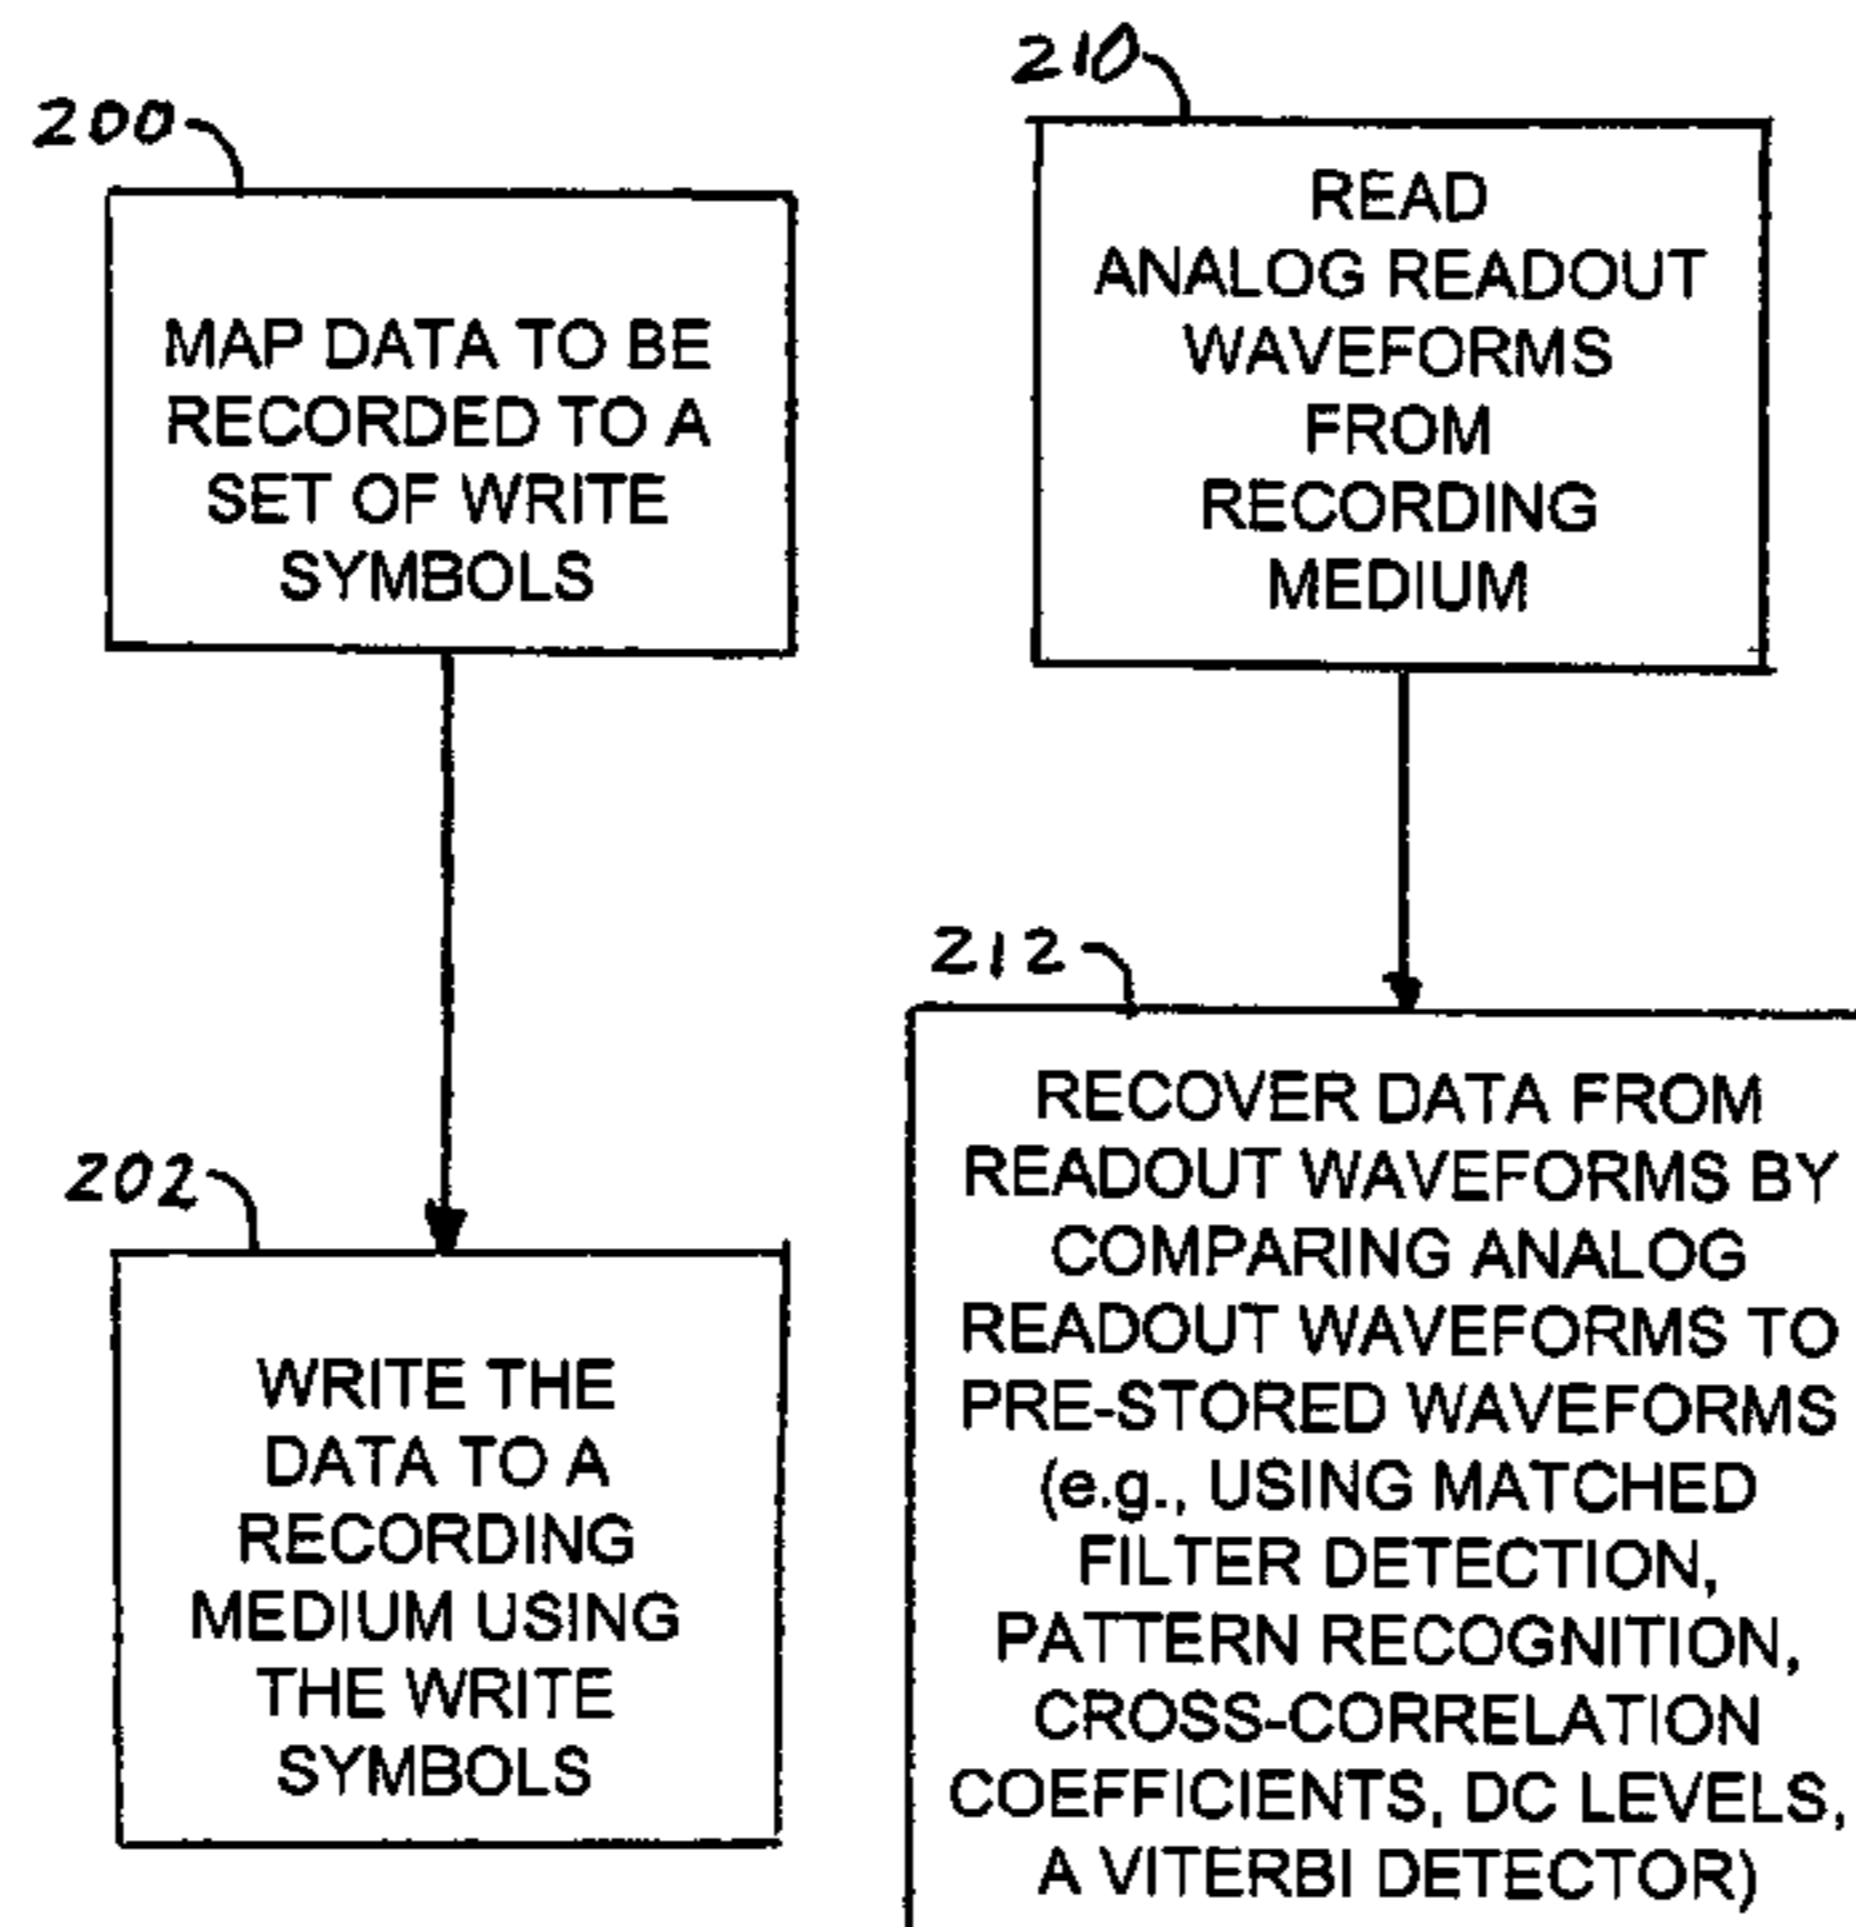 200
MAP DATA TO BE
RECORDED TO A
SET OF WRITE
SYMBOLS
202
WRITE THE
DATA TO A
RECORDING
MEDIUM USING
THE WRITE
SYMBOLS
210
READ
ANALOG READOUT
WAVEFORMS
FROM
RECORDING
MEDIUM
212
RECOVER DATA FROM
READOUT WAVEFORMS BY
COMPARING ANALOG
READOUT WAVEFORMS TO
PRE-STORED WAVEFORMS
(e.g., USING MATCHED
FILTER DETECTION,
PATTERN RECOGNITION,
CROSS-CORRELATION
COEFFICIENTS, DC LEVELS,
A VITERBI DETECTOR)